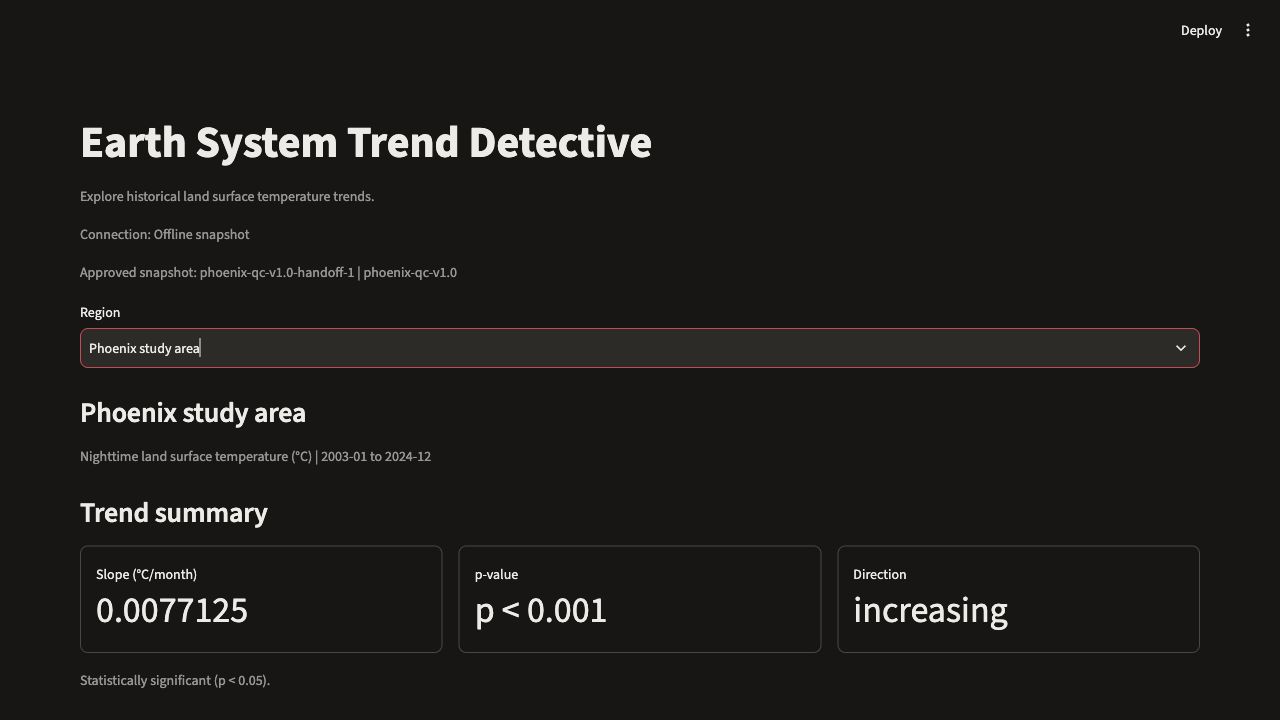 Deploy
Earth System Trend Detective
Explore historical land surface temperature trends.
Connection: Offline snapshot
Approved snapshot: phoenix-qc-v1.0-handoff-1 | phoenix-qc-v1.0
Region
Phoenix study area
Phoenix study area
Nighttime land surface temperature (°C) | 2003-01 to 2024-12
Trend summary
Slope (°C/month)
0.0077125
p-value
p < 0.001
Direction
increasing
Statistically significant (p < 0.05).